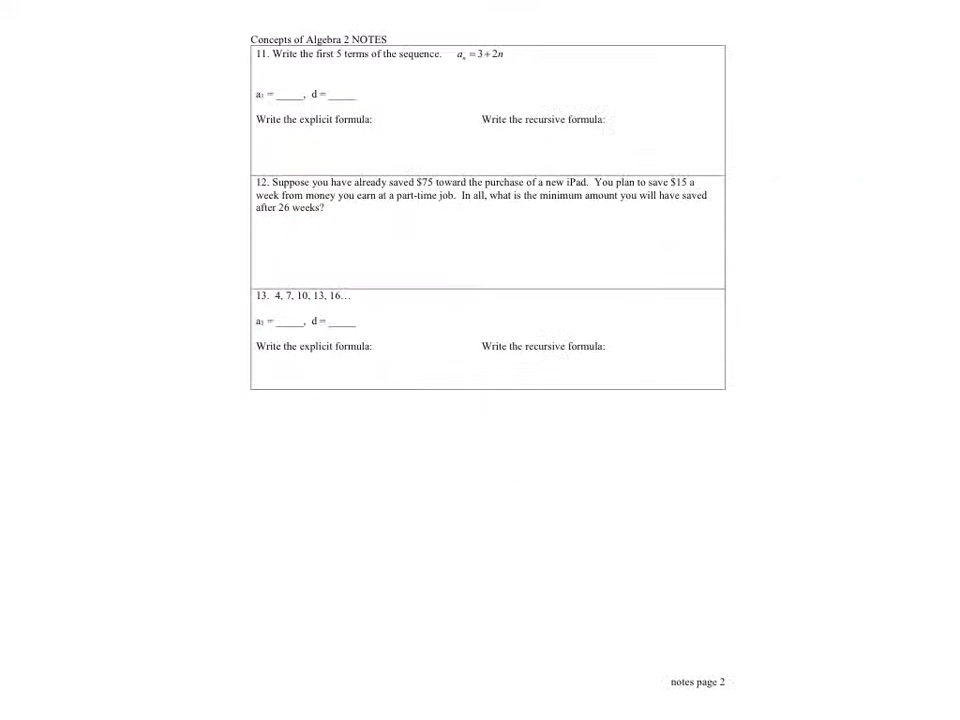 Concepts of Algebra 2 NOTES
11. Write the first 5 terms of the sequence. aₙ = 3 + 2n
a₁ = _____, d = _____
Write the explicit formula: Write the recursive formula:
12. Suppose you have already saved $75 toward the purchase of a new iPad. You plan to save $15 a
week from money you earn at a part-time job. In all, what is the minimum amount you will have saved
after 26 weeks?
13. 4, 7, 10, 13, 16…
a₁ = _____, d = _____
Write the explicit formula: Write the recursive formula:
notes page 2